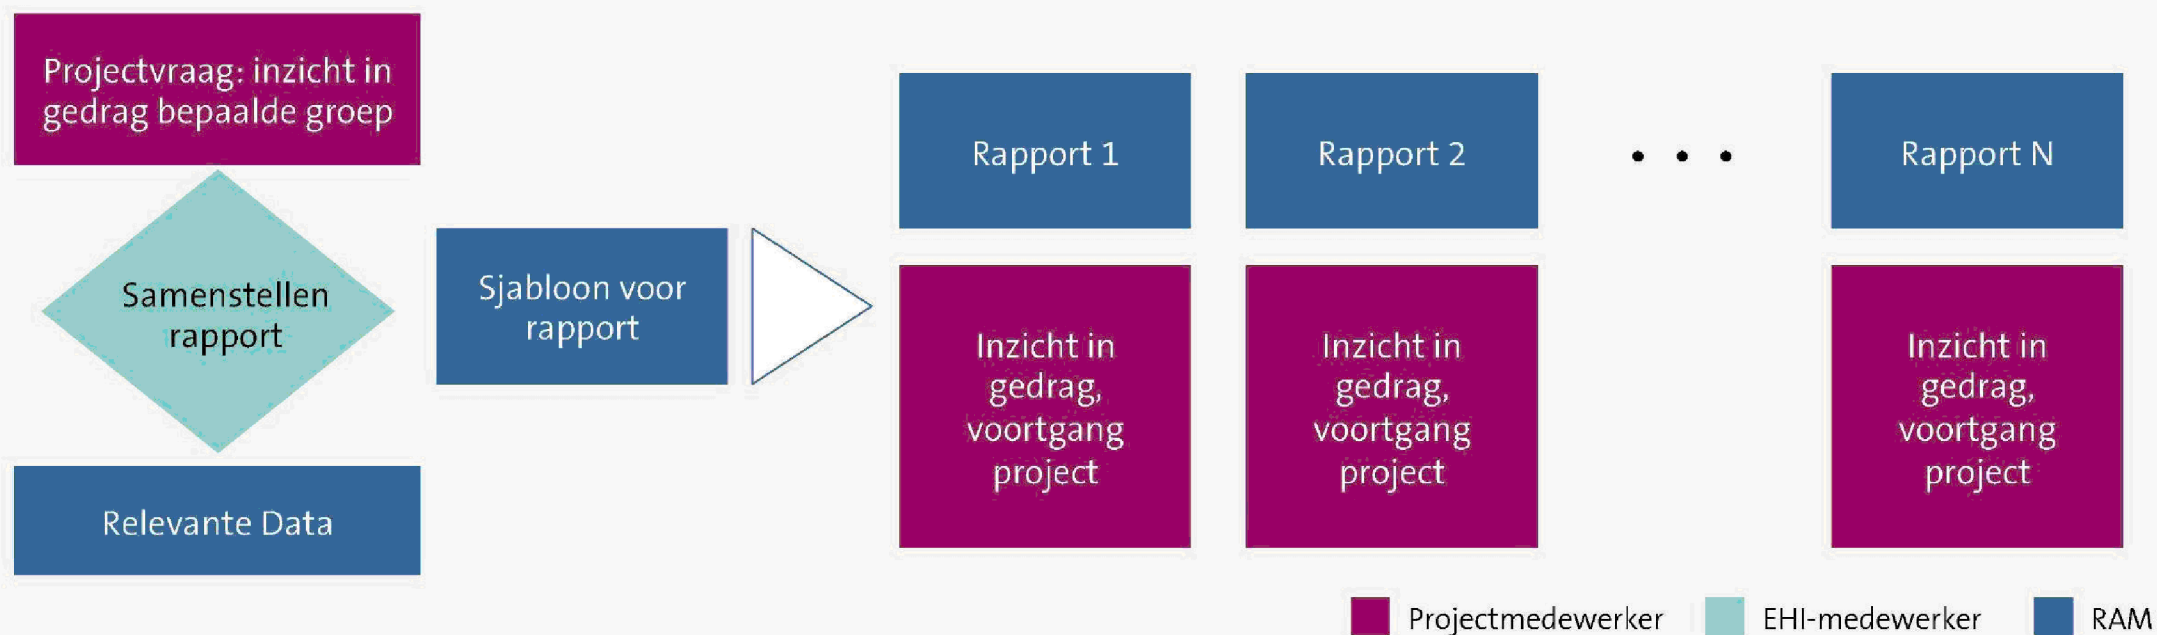 Projectvraag: inzicht in
gedrag bepaalde groep
Samenstellen
rapport
Relevante Data
Sjabloon voor
rapport
Rapport 1
Rapport 2
. . .
Rapport N
Inzicht in
gedrag,
voortgang
project
Inzicht in
gedrag,
voortgang
project
Inzicht in
gedrag,
voortgang
project
Projectmedewerker
EHI-medewerker
RAM